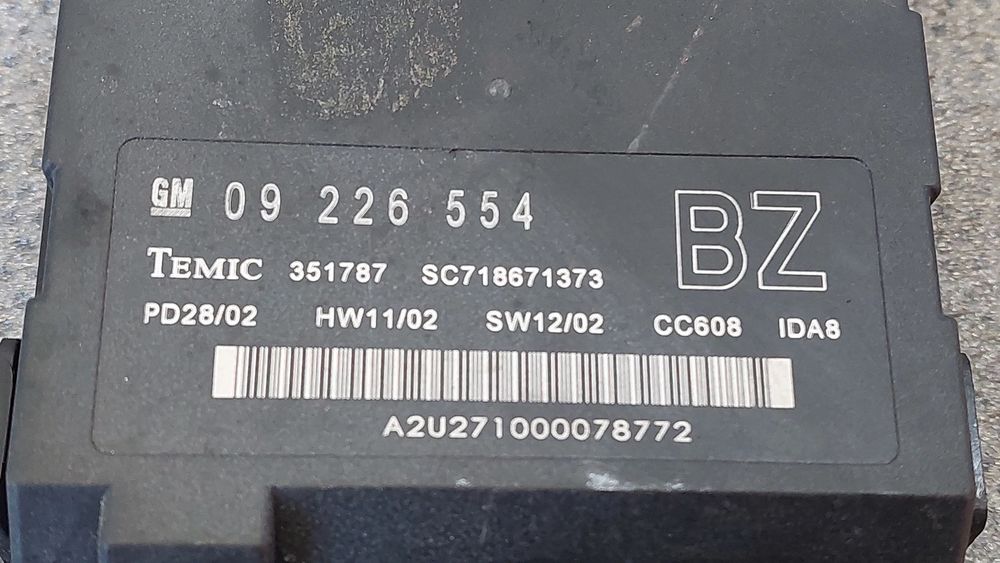 GM 09 226 554 BZ
TEMIC 351787 SC718671373
PD28/02 HW11/02 SW12/02 CC608 IDA8
A2U271000078772